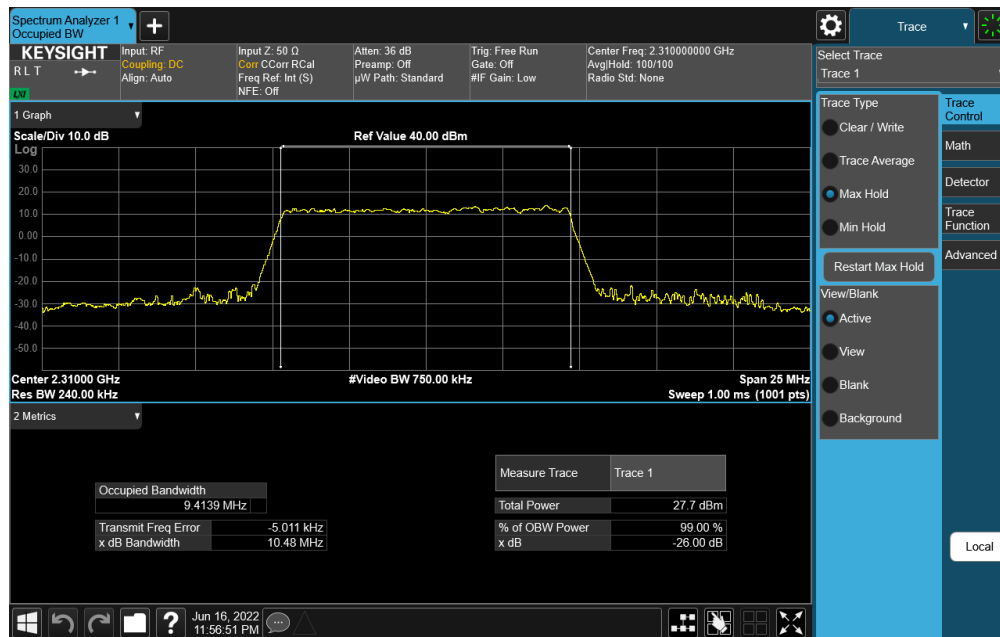 Spectrum Analyzer 1
Occupied BW
Trace
KEYSIGHT
R L T
LXI
Input: RF
Coupling: DC
Align: Auto
Input Z: 50 Ω
Corr CCorr RCal
Freq Ref: Int (S)
NFE: Off
Atten: 36 dB
Preamp: Off
µW Path: Standard
Trig: Free Run
Gate: Off
#IF Gain: Low
Center Freq: 2.310000000 GHz
Avg|Hold: 100/100
Radio Std: None
Select Trace
Trace 1
1 Graph
Scale/Div 10.0 dB
Ref Value 40.00 dBm
Log
30.0
20.0
10.0
0.00
-10.0
-20.0
-30.0
-40.0
-50.0
Center 2.31000 GHz
#Video BW 750.00 kHz
Span 25 MHz
Res BW 240.00 kHz
Sweep 1.00 ms (1001 pts)
2 Metrics
Occupied Bandwidth
9.4139 MHz
Transmit Freq Error -5.011 kHz
x dB Bandwidth 10.48 MHz
Measure Trace Trace 1
Total Power 27.7 dBm
% of OBW Power 99.00 %
x dB -26.00 dB
Trace Type
Clear / Write
Trace Average
Max Hold
Min Hold
Restart Max Hold
View/Blank
Active
View
Blank
Background
Trace
Control
Math
Detector
Trace
Function
Advanced
Local
?
Jun 16, 2022
11:56:51 PM